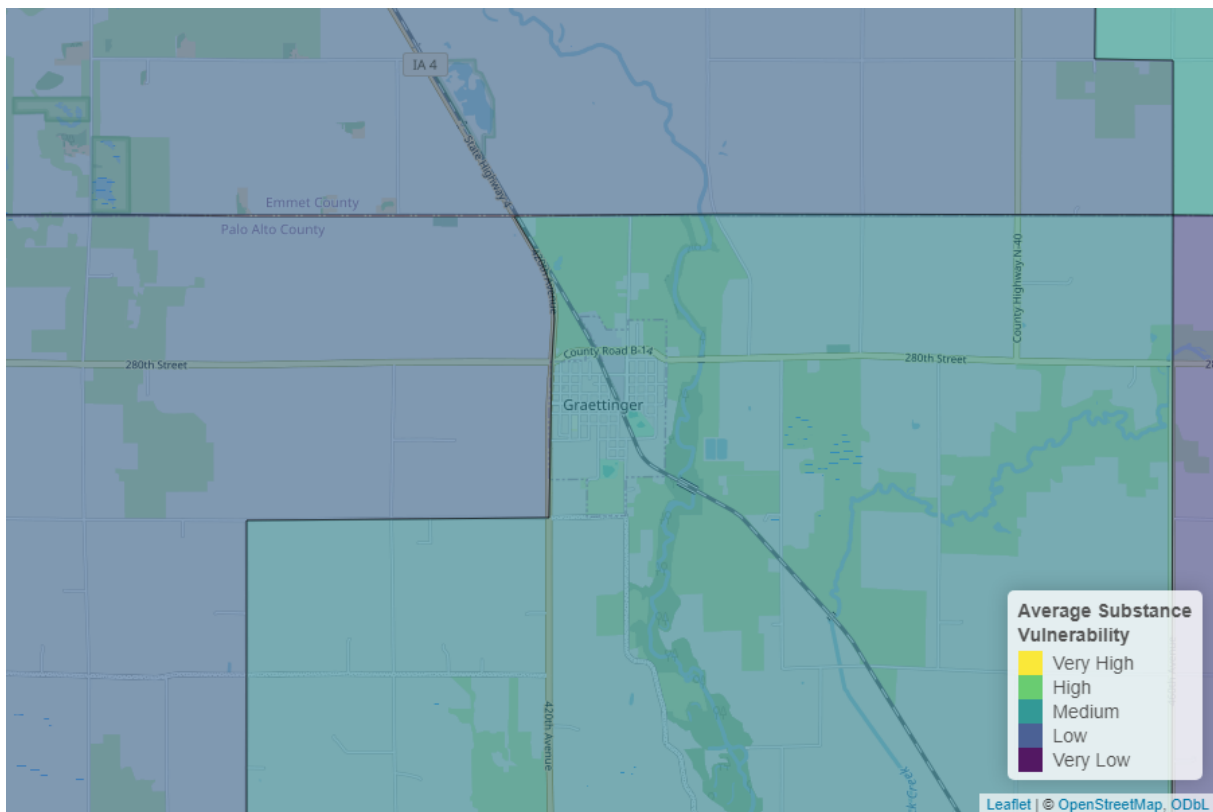 IA 4
State Highway 4
Emmet County
Palo Alto County
420th Avenue
County Highway N-40
County Road B-14
280th Street
280th Street
Graettinger
420th Avenue
Average Substance
Vulnerability
Very High
High
Medium
Low
Very Low
Leaflet | © OpenStreetMap, ODbL